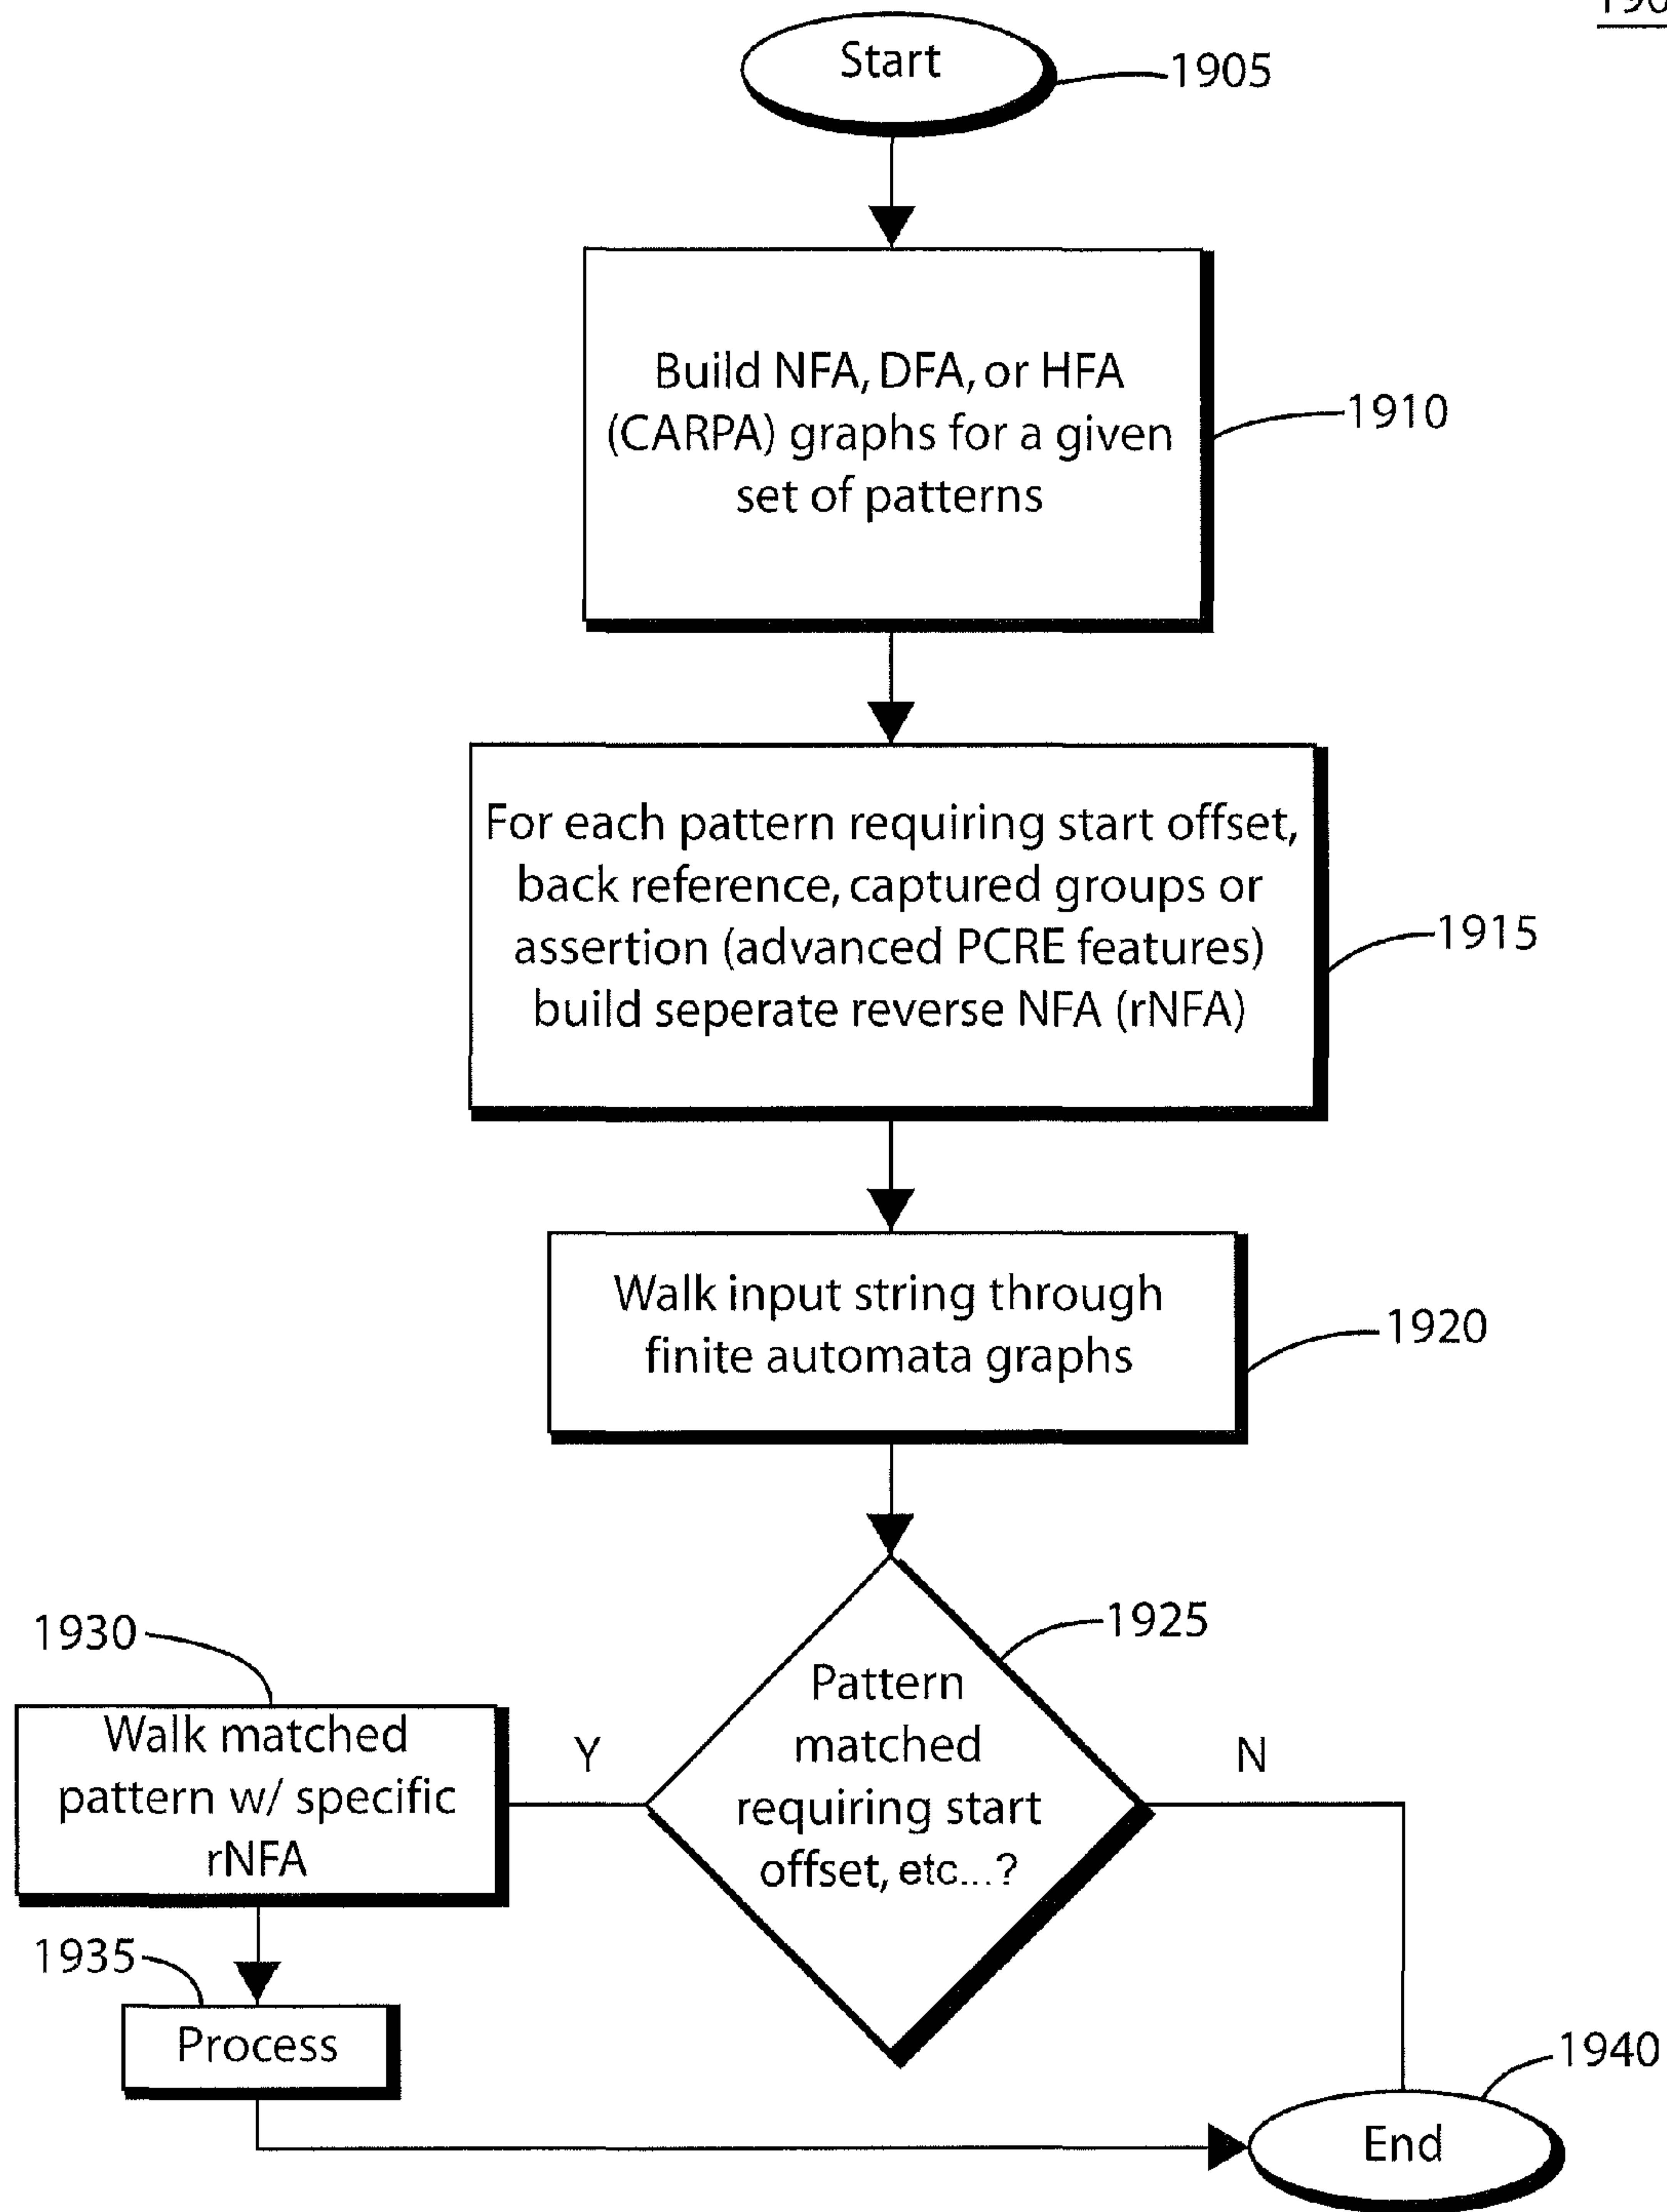 Start
1905
Build NFA, DFA, or HFA
(CARPA) graphs for a given
set of patterns
1910
For each pattern requiring start offset,
back reference, captured groups or
assertion (advanced PCRE features)
build seperate reverse NFA (rNFA)
1915
Walk input string through
finite automata graphs
1920
1925
Pattern
matched
requiring start
offset, etc...?
Y
N
1930
Walk matched
pattern w/ specific
rNFA
1935
Process
1940
End